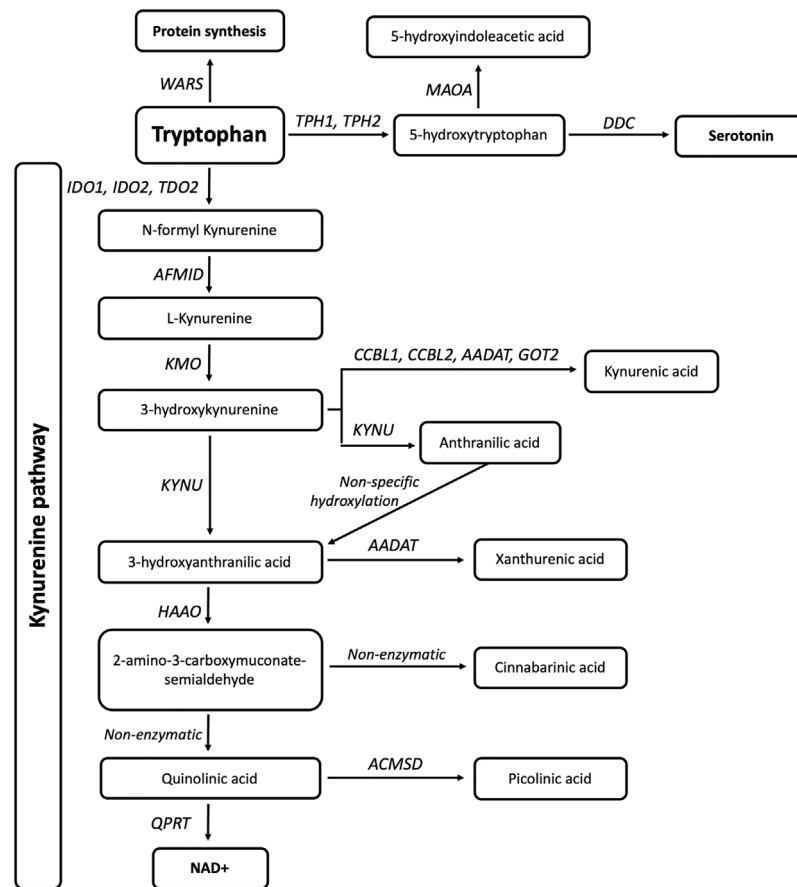 Protein synthesis
5-hydroxyindoleacetic acid
WARS
MAOA
Tryptophan
TPH1, TPH2
5-hydroxytryptophan
DDC
Serotonin
Kynurenine pathway
IDO1, IDO2, TDO2
N-formyl Kynurenine
AFMID
L-Kynurenine
KMO
CCBL1, CCBL2, AADAT, GOT2
Kynurenic acid
3-hydroxykynurenine
KYNU
Anthranilic acid
KYNU
Non-specific
hydroxylation
3-hydroxyanthranilic acid
AADAT
Xanthurenic acid
HAAO
2-amino-3-carboxymuconate-
semialdehyde
Non-enzymatic
Cinnabarinic acid
Non-enzymatic
Quinolinic acid
ACMSD
Picolinic acid
QPRT
NAD+